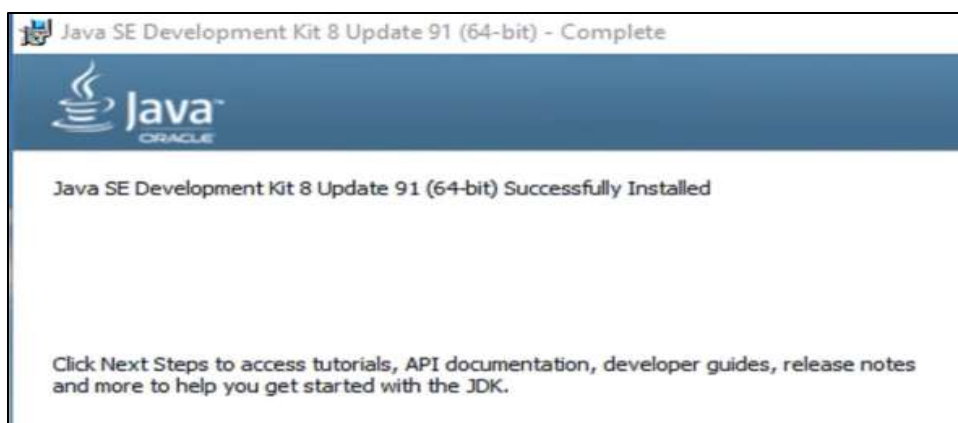 Java SE Development Kit 8 Update 91 (64-bit) - Complete
Java™
ORACLE
Java SE Development Kit 8 Update 91 (64-bit) Successfully Installed
Click Next Steps to access tutorials, API documentation, developer guides, release notes
and more to help you get started with the JDK.